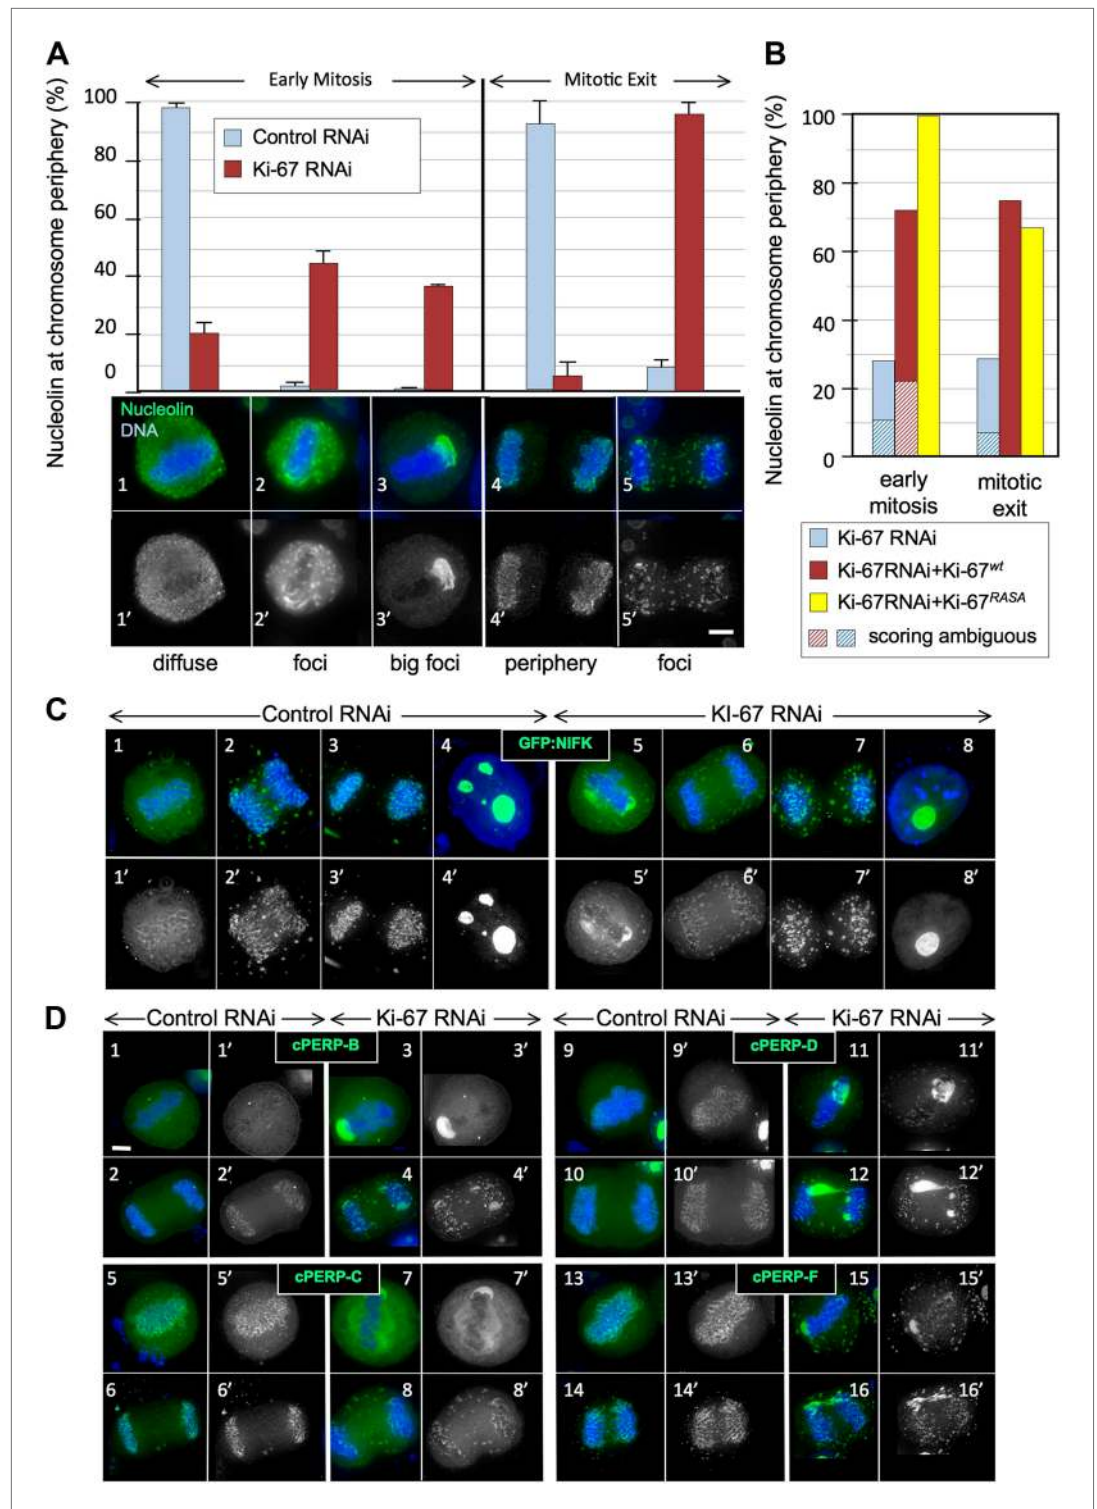 A
Early Mitosis
Mitotic Exit
Nucleolin at chromosome periphery (%)
100
80
60
40
20
0
Control RNAi
Ki-67 RNAi
Nucleolin
DNA
1
2
3
4
5
1’
2’
3’
4’
5’
diffuse
foci
big foci
periphery
foci
B
Nucleolin at chromosome periphery (%)
100
80
60
40
20
0
early mitosis
mitotic exit
Ki-67 RNAi
Ki-67RNAi+Ki-67wt
Ki-67RNAi+Ki-67RASA
scoring ambiguous
C
Control RNAi
KI-67 RNAi
GFP:NIFK
1
2
3
4
5
6
7
8
1’
2’
3’
4’
5’
6’
7’
8’
D
Control RNAi
Ki-67 RNAi
Control RNAi
Ki-67 RNAi
cPERP-B
cPERP-D
1
1’
3
3’
9
9’
11
11’
2
2’
4
4’
10
10’
12
12’
cPERP-C
cPERP-F
5
5’
7
7’
13
13’
15
15’
6
6’
8
8’
14
14’
16
16’